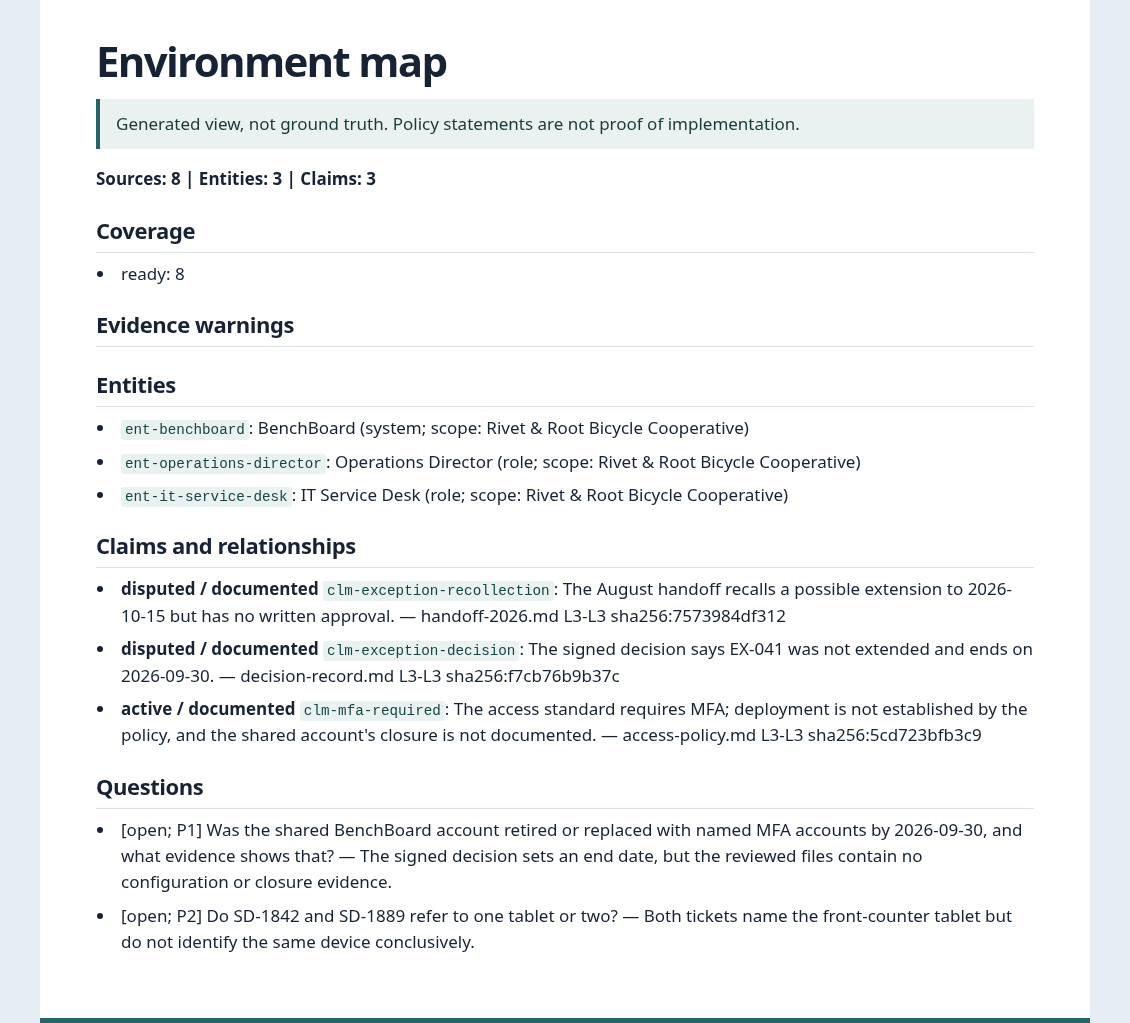 Environment map
Generated view, not ground truth. Policy statements are not proof of implementation.
Sources: 8 | Entities: 3 | Claims: 3
Coverage
• ready: 8
Evidence warnings
Entities
• ent-benchboard: BenchBoard (system; scope: Rivet & Root Bicycle Cooperative)
• ent-operations-director: Operations Director (role; scope: Rivet & Root Bicycle Cooperative)
• ent-it-service-desk: IT Service Desk (role; scope: Rivet & Root Bicycle Cooperative)
Claims and relationships
• disputed / documented clm-exception-recollection: The August handoff recalls a possible extension to 2026-
10-15 but has no written approval. — handoff-2026.md L3-L3 sha256:7573984df312
• disputed / documented clm-exception-decision: The signed decision says EX-041 was not extended and ends on
2026-09-30. — decision-record.md L3-L3 sha256:f7cb76b9b37c
• active / documented clm-mfa-required: The access standard requires MFA; deployment is not established by the
policy, and the shared account's closure is not documented. — access-policy.md L3-L3 sha256:5cd723bfb3c9
Questions
• [open; P1] Was the shared BenchBoard account retired or replaced with named MFA accounts by 2026-09-30, and
what evidence shows that? — The signed decision sets an end date, but the reviewed files contain no
configuration or closure evidence.
• [open; P2] Do SD-1842 and SD-1889 refer to one tablet or two? — Both tickets name the front-counter tablet but
do not identify the same device conclusively.